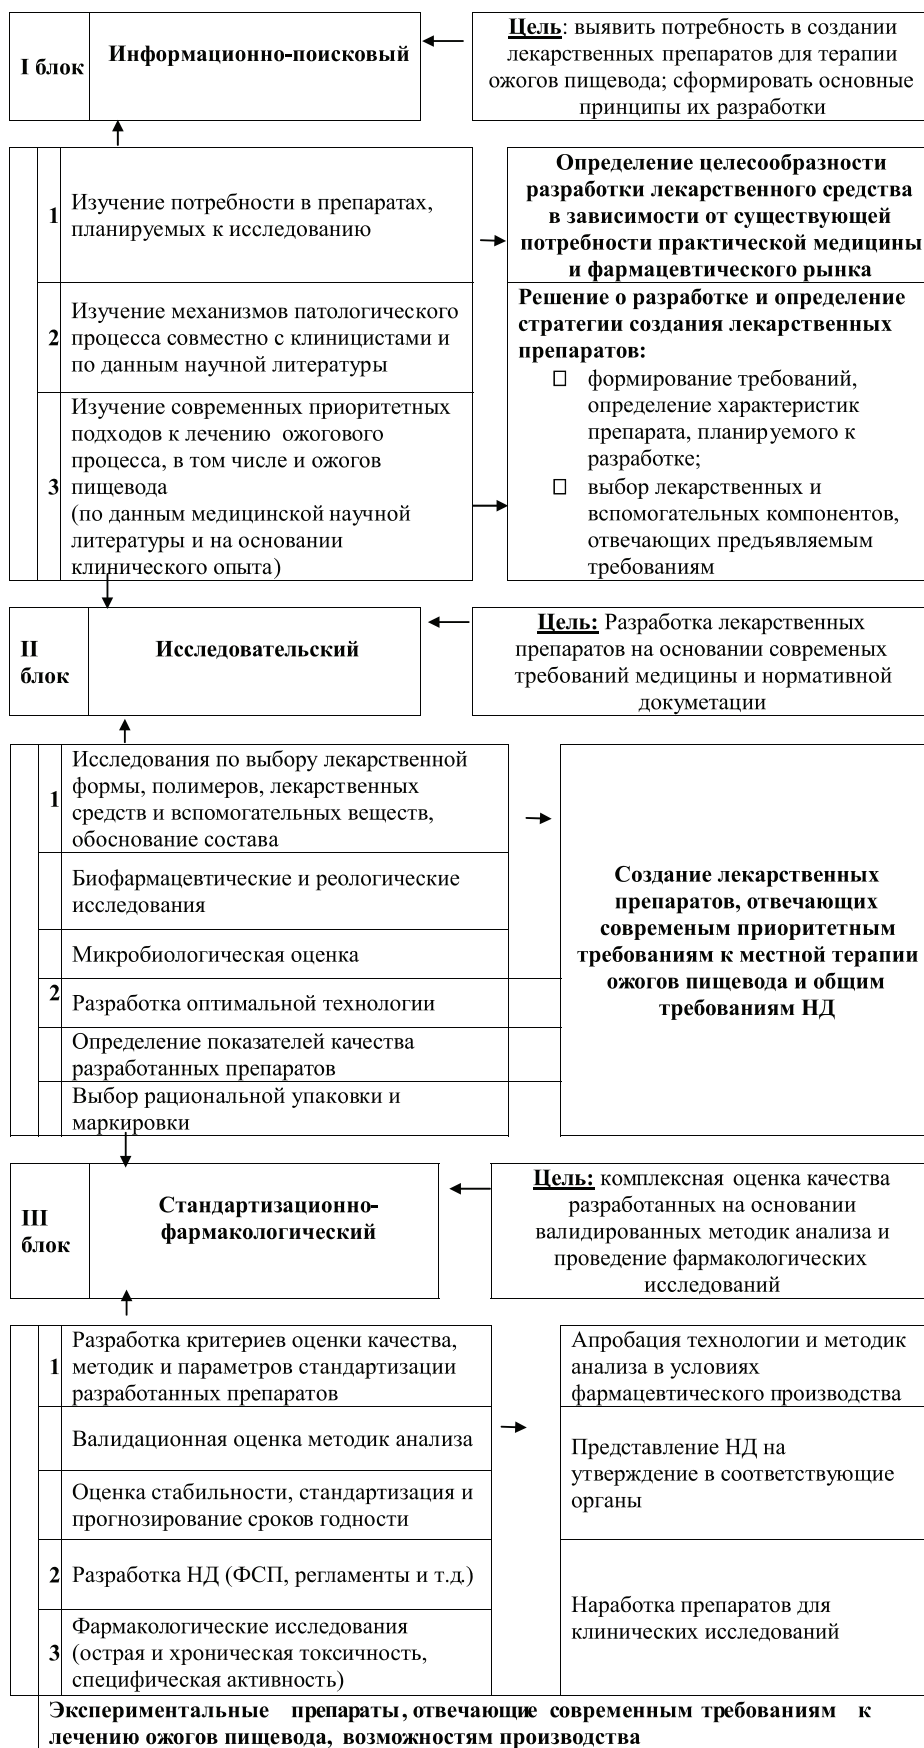 I блок
Информационно-поисковый
Цель: выявить потребность в создании
лекарственных препаратов для терапии
ожогов пищевода; сформировать основные
принципы их разработки
1
Изучение потребности в препаратах,
планируемых к исследованию
Определение целесообразности
разработки лекарственного средства
в зависимости от существующей
потребности практической медицины
и фармацевтического рынка
2
Изучение механизмов патологического
процесса совместно с клиницистами и
по данным научной литературы
3
Изучение современных приоритетных
подходов к лечению ожогового
процесса, в том числе и ожогов
пищевода
(по данным медицинской научной
литературы и на основании
клинического опыта)
Решение о разработке и определение
стратегии создания лекарственных
препаратов:
формирование требований,
определение характеристик
препарата, планируемого к
разработке;
выбор лекарственных и
вспомогательных компонентов,
отвечающих предъявляемым
требованиям
II
блок
Исследовательский
Цель: Разработка лекарственных
препаратов на основании современых
требований медицины и нормативной
докуметации
1
Исследования по выбору лекарственной
формы, полимеров, лекарственных
средств и вспомогательных веществ,
обоснование состава
Биофармацевтические и реологические
исследования
Микробиологическая оценка
2
Разработка оптимальной технологии
Определение показателей качества
разработанных препаратов
Выбор рациональной упаковки и
маркировки
Создание лекарственных
препаратов, отвечающих
современым приоритетным
требованиям к местной терапии
ожогов пищевода и общим
требованиям НД
III
блок
Стандартизационно-
фармакологический
Цель: комплексная оценка качества
разработанных на основании
валидированных методик анализа и
проведение фармакологических
исследований
1
Разработка критериев оценки качества,
методик и параметров стандартизации
разработанных препаратов
Валидационная оценка методик анализа
Оценка стабильности, стандартизация и
прогнозирование сроков годности
2
Разработка НД (ФСП, регламенты и т.д.)
3
Фармакологические исследования
(острая и хроническая токсичность,
специфическая активность)
Апробация технологии и методик
анализа в условиях
фармацевтического производства
Представление НД на
утверждение в соответствующие
органы
Наработка препаратов для
клинических исследований
Экспериментальные препараты, отвечающие современным требованиям к
лечению ожогов пищевода, возможностям производства